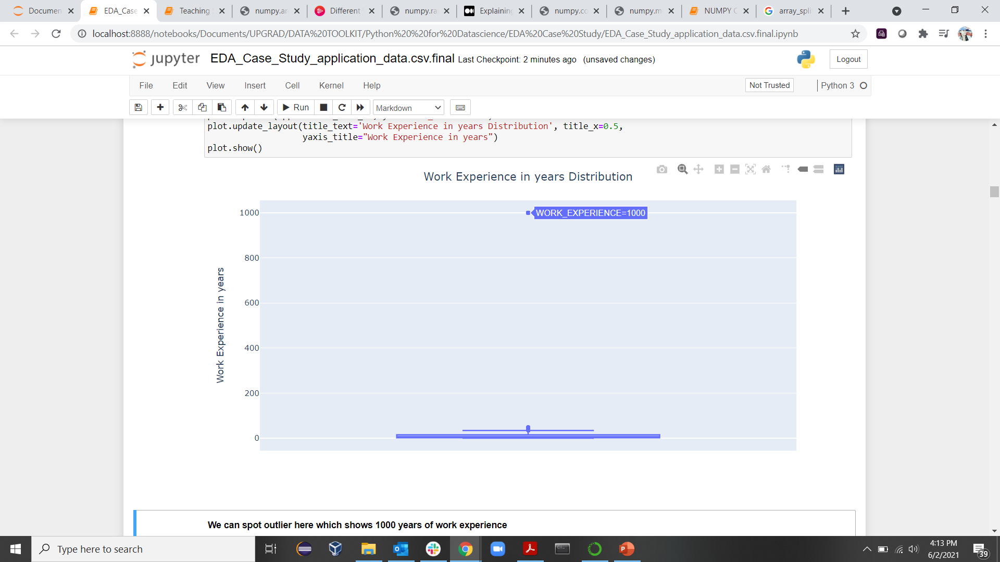 Documen
EDA_Case
Teaching
numpy.ar
Different
numpy.ra
Explaining
numpy.co
numpy.m
NUMPY C
array_spli
localhost:8888/notebooks/Documents/UPGRAD/DATA%20TOOLKIT/Python%20%20for%20Datascience/EDA%20Case%20Study/EDA_Case_Study_application_data.csv.final.ipynb
jupyter EDA_Case_Study_application_data.csv.final Last Checkpoint: 2 minutes ago (unsaved changes)
Logout
File Edit View Insert Cell Kernel Help
Not Trusted
Python 3
Run
Markdown
plot.update_layout(title_text='Work Experience in years Distribution', title_x=0.5,
yaxis_title="Work Experience in years")
plot.show()
Work Experience in years Distribution
WORK_EXPERIENCE=1000
1000
800
600
400
200
0
Work Experience in years
We can spot outlier here which shows 1000 years of work experience
Type here to search
4:13 PM
6/2/2021
39